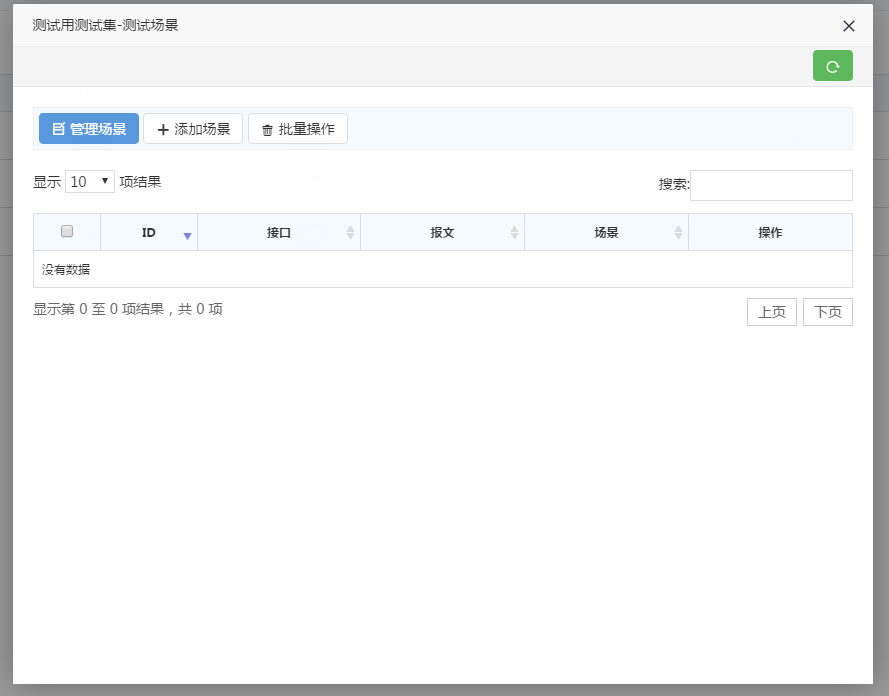 测试用测试集-测试场景
管理场景 添加场景 批量操作
显示 10 项结果 搜索:
ID 接口 报文 场景 操作
没有数据
显示第 0 至 0 项结果，共 0 项 上页 下页